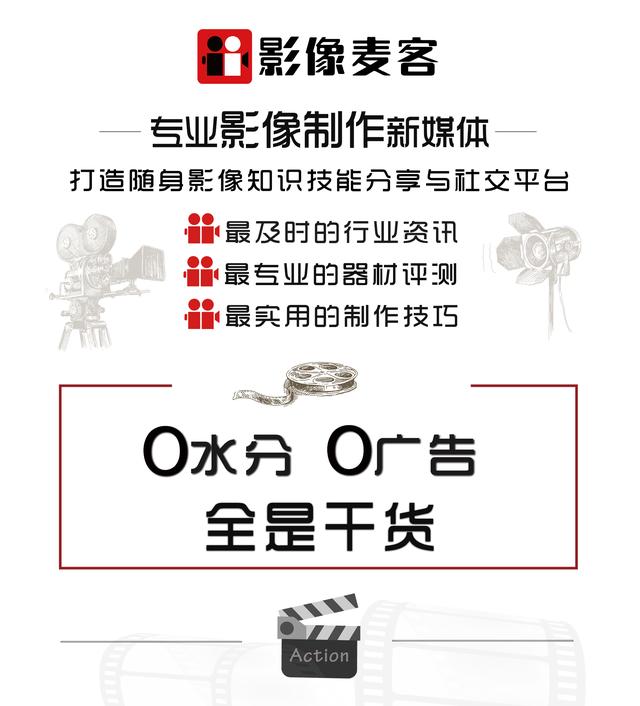 影像麦客
专业影像制作新媒体
打造随身影像知识技能分享与社交平台
最及时的行业资讯
最专业的器材评测
最实用的制作技巧
0水分 0广告
全是干货
Action